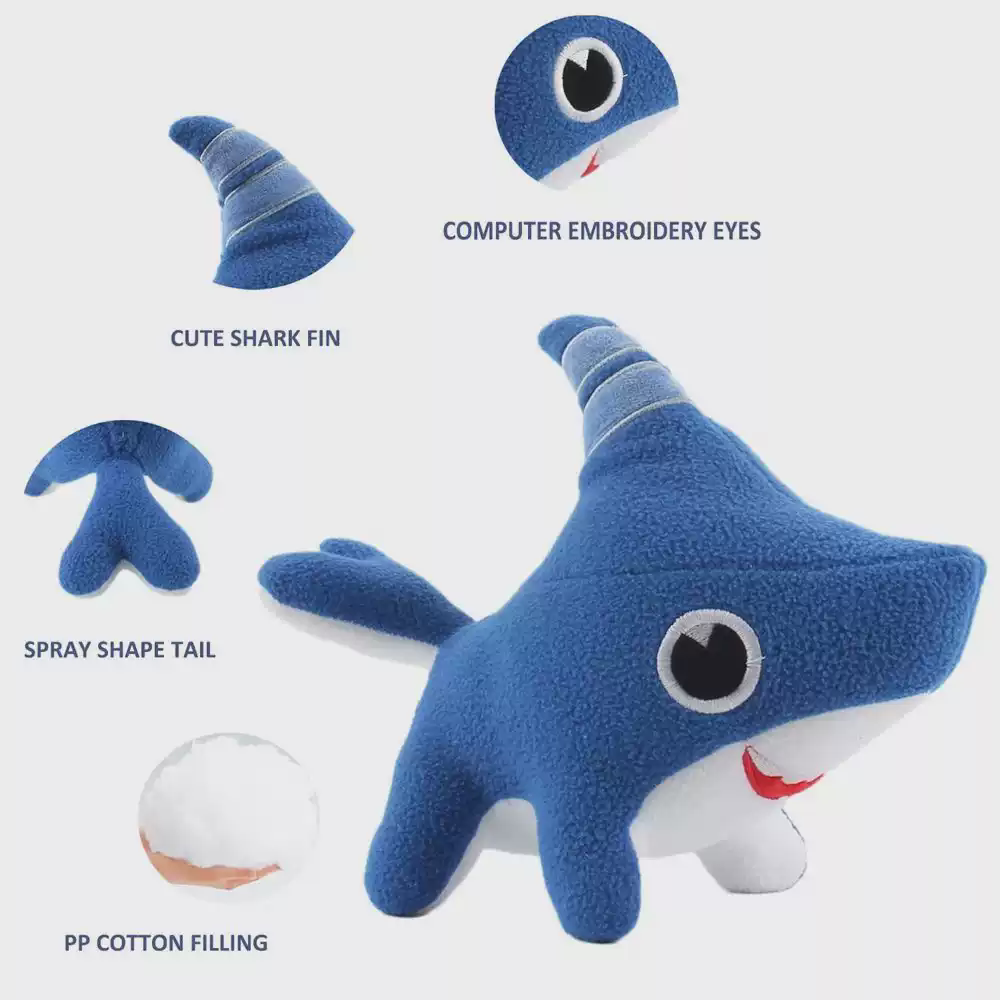 COMPUTER EMBROIDERY EYES
CUTE SHARK FIN
SPRAY SHAPE TAIL
PP COTTON FILLING